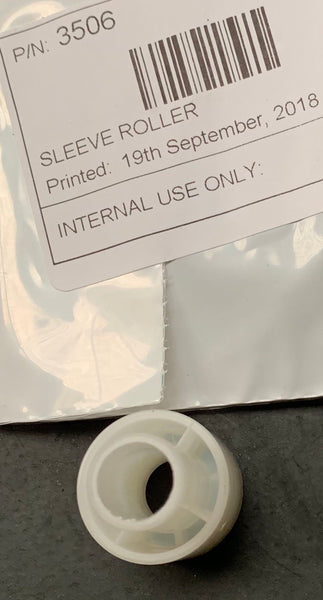 P/N: 3506
SLEEVE ROLLER
Printed: 19th September, 2018
INTERNAL USE ONLY: